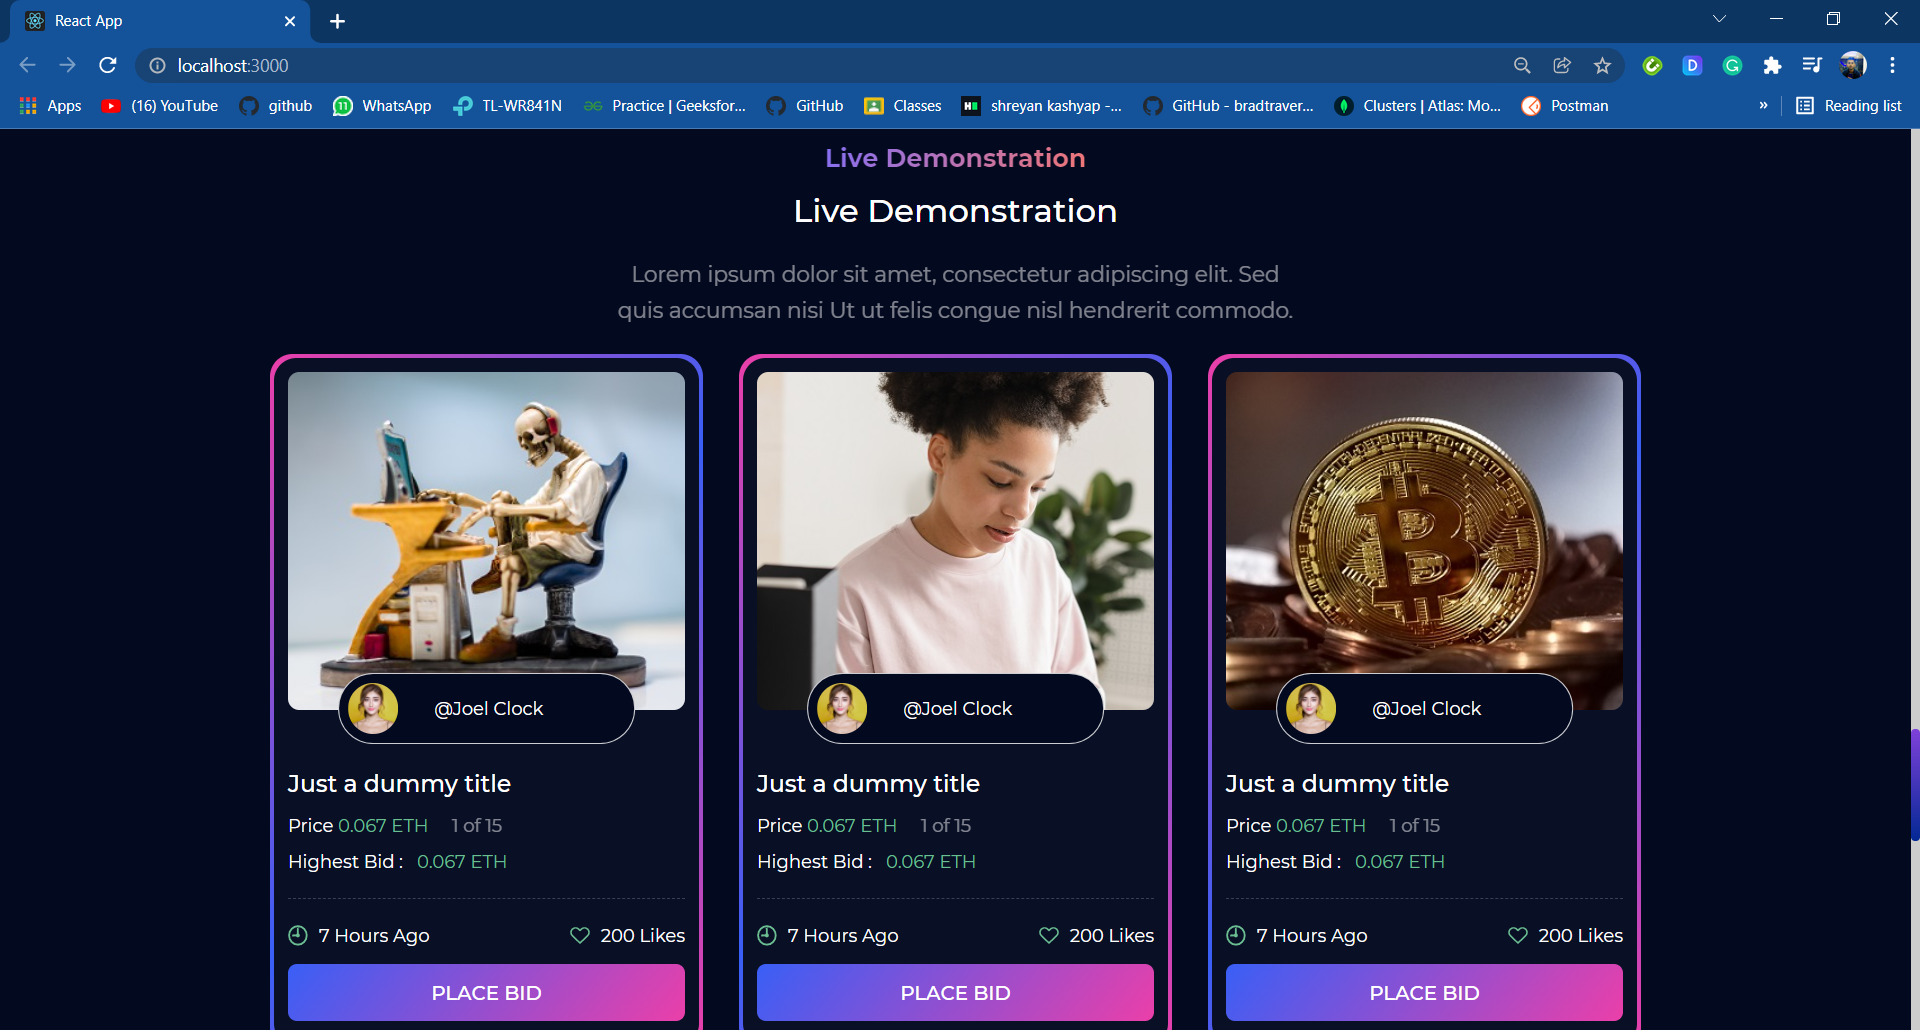 React App
localhost:3000
Apps (16) YouTube github 11 WhatsApp TL-WR841N Practice | Geeksfor... GitHub Classes shreyan kashyap -... GitHub - bradtraver... Clusters | Atlas: Mo... Postman » Reading list
Live Demonstration
Live Demonstration
Lorem ipsum dolor sit amet, consectetur adipiscing elit. Sed
quis accumsan nisi Ut ut felis congue nisl hendrerit commodo.
@Joel Clock
Just a dummy title
Price 0.067 ETH 1 of 15
Highest Bid : 0.067 ETH
7 Hours Ago 200 Likes
PLACE BID
@Joel Clock
Just a dummy title
Price 0.067 ETH 1 of 15
Highest Bid : 0.067 ETH
7 Hours Ago 200 Likes
PLACE BID
@Joel Clock
Just a dummy title
Price 0.067 ETH 1 of 15
Highest Bid : 0.067 ETH
7 Hours Ago 200 Likes
PLACE BID